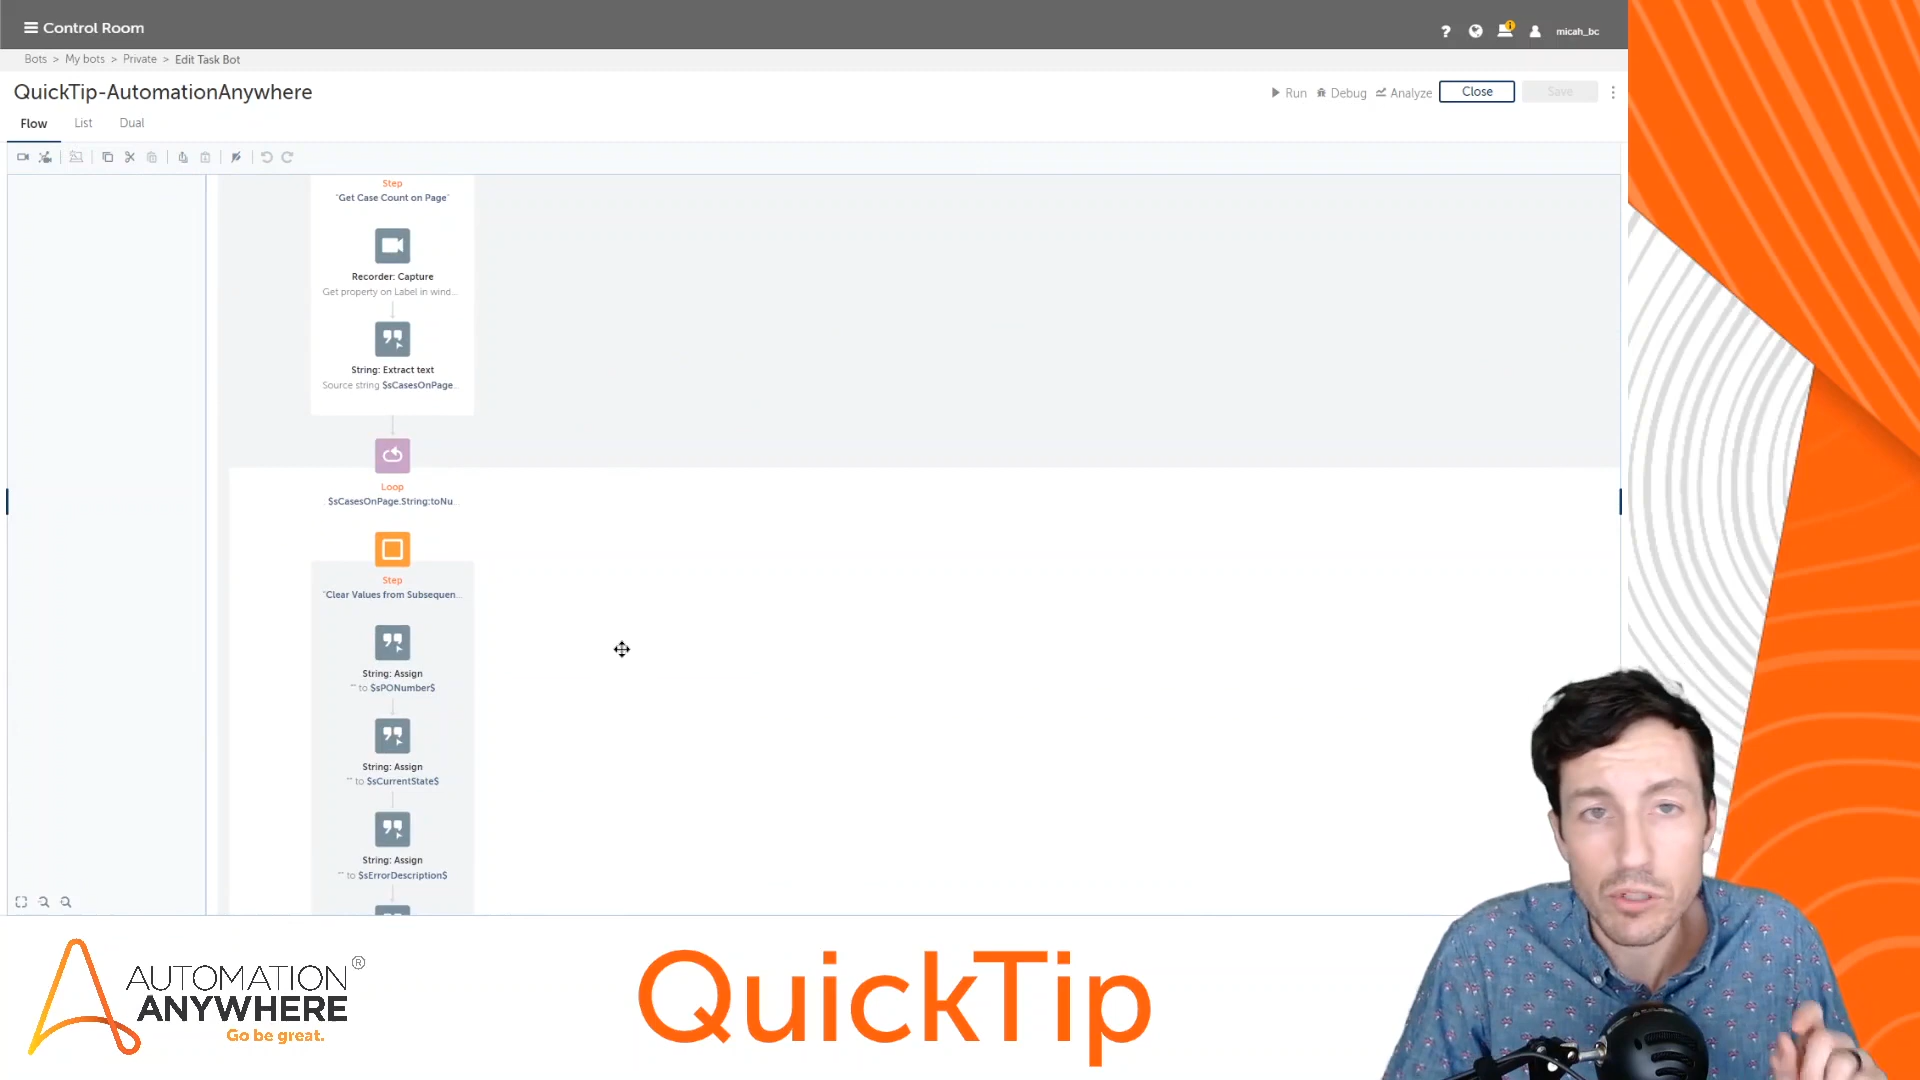 Control Room
?
micah_bc
Bots > My bots > Private > Edit Task Bot
QuickTip-AutomationAnywhere
Run
Debug
Analyze
Close
Save
Flow
List
Dual
Step
"Get Case Count on Page"
Recorder: Capture
Get property on Label in wind...
String: Extract text
Source string $sCasesOnPage...
Loop
$sCasesOnPage.String:toNu...
Step
"Clear Values from Subsequen...
String: Assign
"" to $sPONumber$
String: Assign
"" to $sCurrentState$
String: Assign
"" to $sErrorDescription$
AUTOMATION®
ANYWHERE
Go be great.
QuickTip